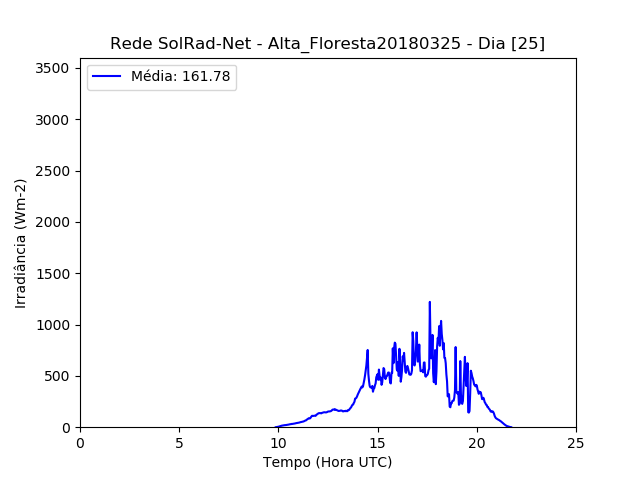 Rede SolRad-Net - Alta_Floresta20180325 - Dia [25]
Média: 161.78
3500
3000
2500
2000
1500
1000
500
0
Irradiância (Wm-2)
0 5 10 15 20 25
Tempo (Hora UTC)